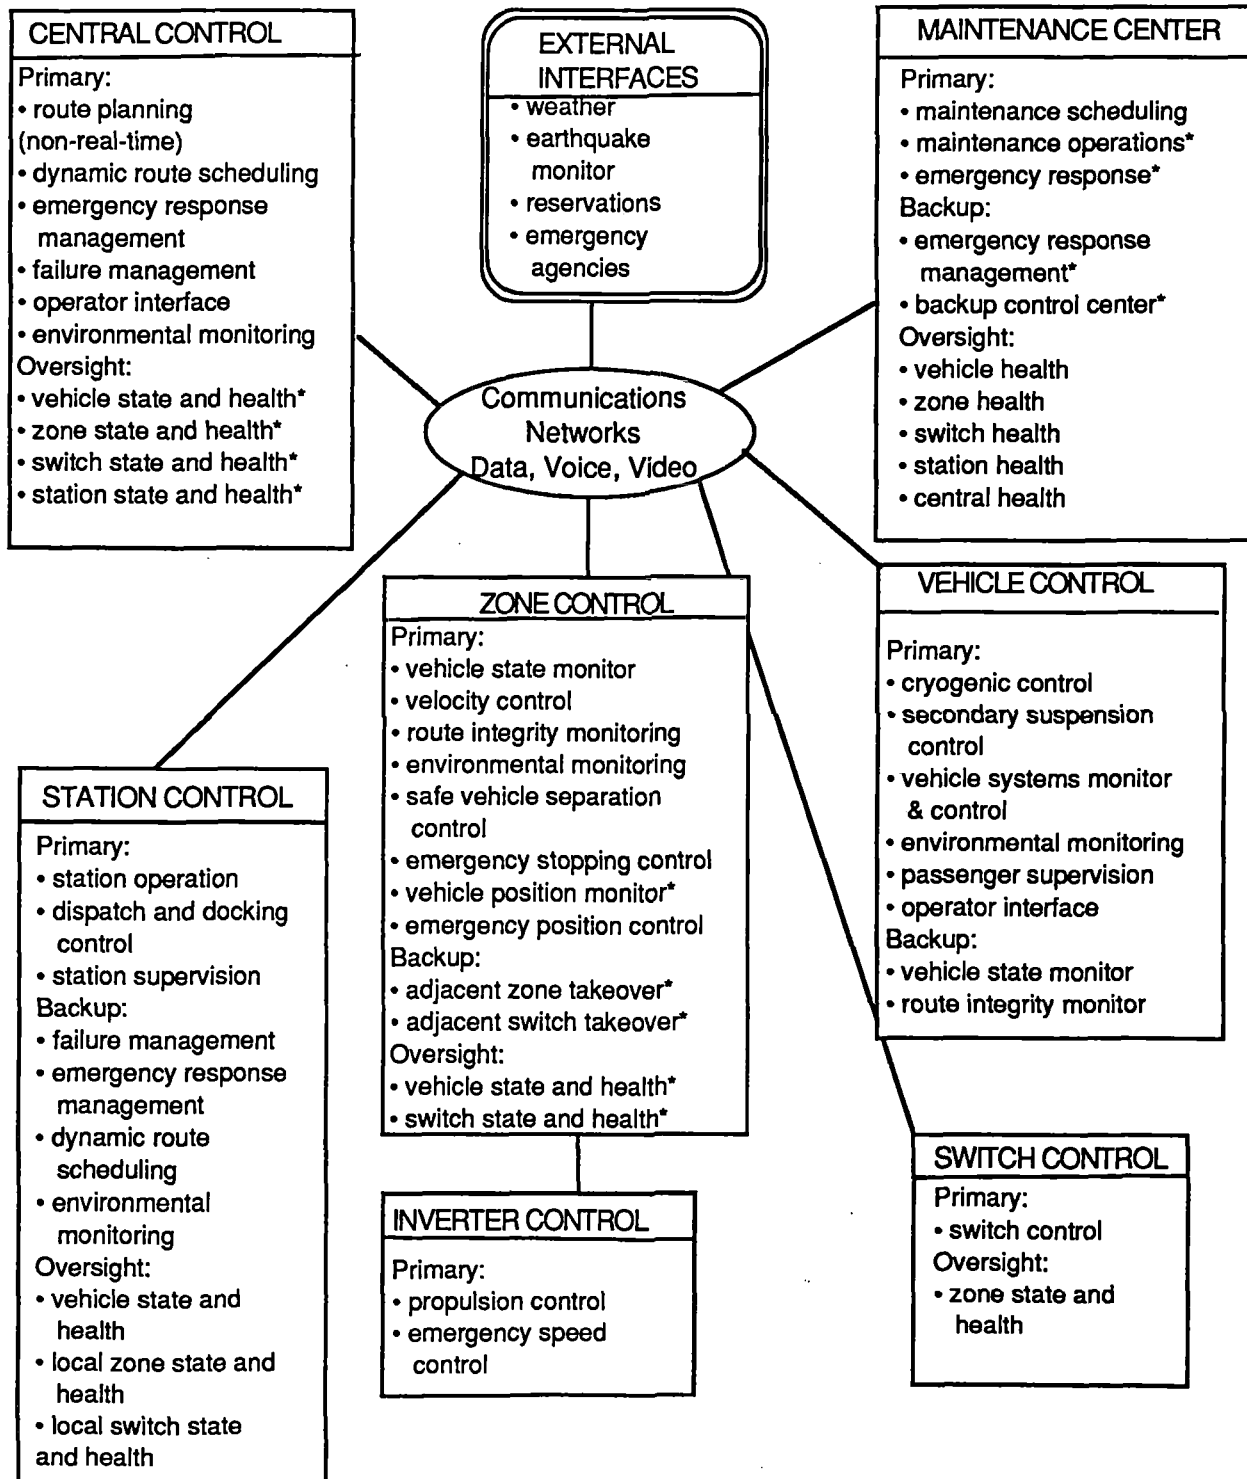 CENTRAL CONTROL
Primary:
• route planning
(non-real-time)
• dynamic route scheduling
• emergency response
management
• failure management
• operator interface
• environmental monitoring
Oversight:
• vehicle state and health*
• zone state and health*
• switch state and health*
• station state and health*
EXTERNAL
INTERFACES
• weather
• earthquake
monitor
• reservations
• emergency
agencies
MAINTENANCE CENTER
Primary:
• maintenance scheduling
• maintenance operations*
• emergency response*
Backup:
• emergency response
management*
• backup control center*
Oversight:
• vehicle health
• zone health
• switch health
• station health
• central health
Communications
Networks
Data, Voice, Video
STATION CONTROL
Primary:
• station operation
• dispatch and docking
control
• station supervision
Backup:
• failure management
• emergency response
management
• dynamic route
scheduling
• environmental
monitoring
Oversight:
• vehicle state and
health
• local zone state and
health
• local switch state
and health
ZONE CONTROL
Primary:
• vehicle state monitor
• velocity control
• route integrity monitoring
• environmental monitoring
• safe vehicle separation
control
• emergency stopping control
• vehicle position monitor*
• emergency position control
Backup:
• adjacent zone takeover*
• adjacent switch takeover*
Oversight:
• vehicle state and health*
• switch state and health*
INVERTER CONTROL
Primary:
• propulsion control
• emergency speed
control
VEHICLE CONTROL
Primary:
• cryogenic control
• secondary suspension
control
• vehicle systems monitor
& control
• environmental monitoring
• passenger supervision
• operator interface
Backup:
• vehicle state monitor
• route integrity monitor
SWITCH CONTROL
Primary:
• switch control
Oversight:
• zone state and
health